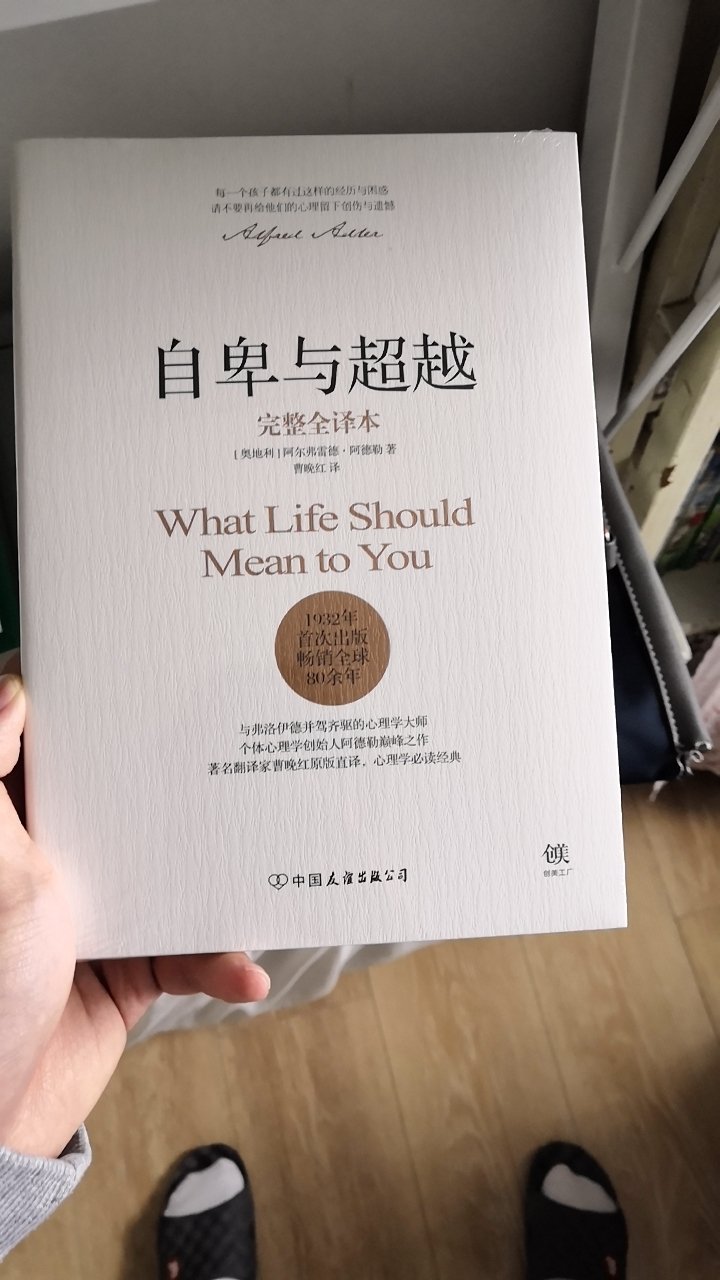 每一个孩子都有过这样的经历与困惑
请不要再给他们的心理留下创伤与遗憾
Alfred Adler
自卑与超越
完整全译本
[奥地利]阿尔弗雷德·阿德勒 著
曹晚红 译
What Life Should
Mean to You
1932年
首次出版
畅销全球
80余年
与弗洛伊德并驾齐驱的心理学大师
个体心理学创始人阿德勒巅峰之作
著名翻译家曹晚红原版直译，心理学必读经典
中国友谊出版公司
创美
创美工厂